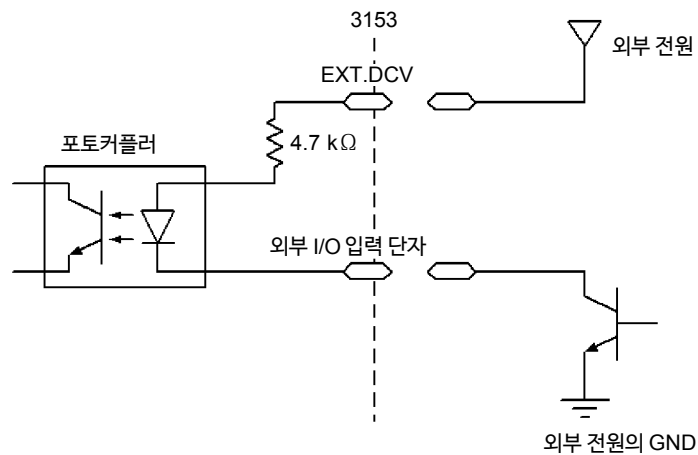 3153
외부 전원
EXT.DCV
4.7 kΩ
포토커플러
외부 I/O 입력 단자
외부 전원의 GND